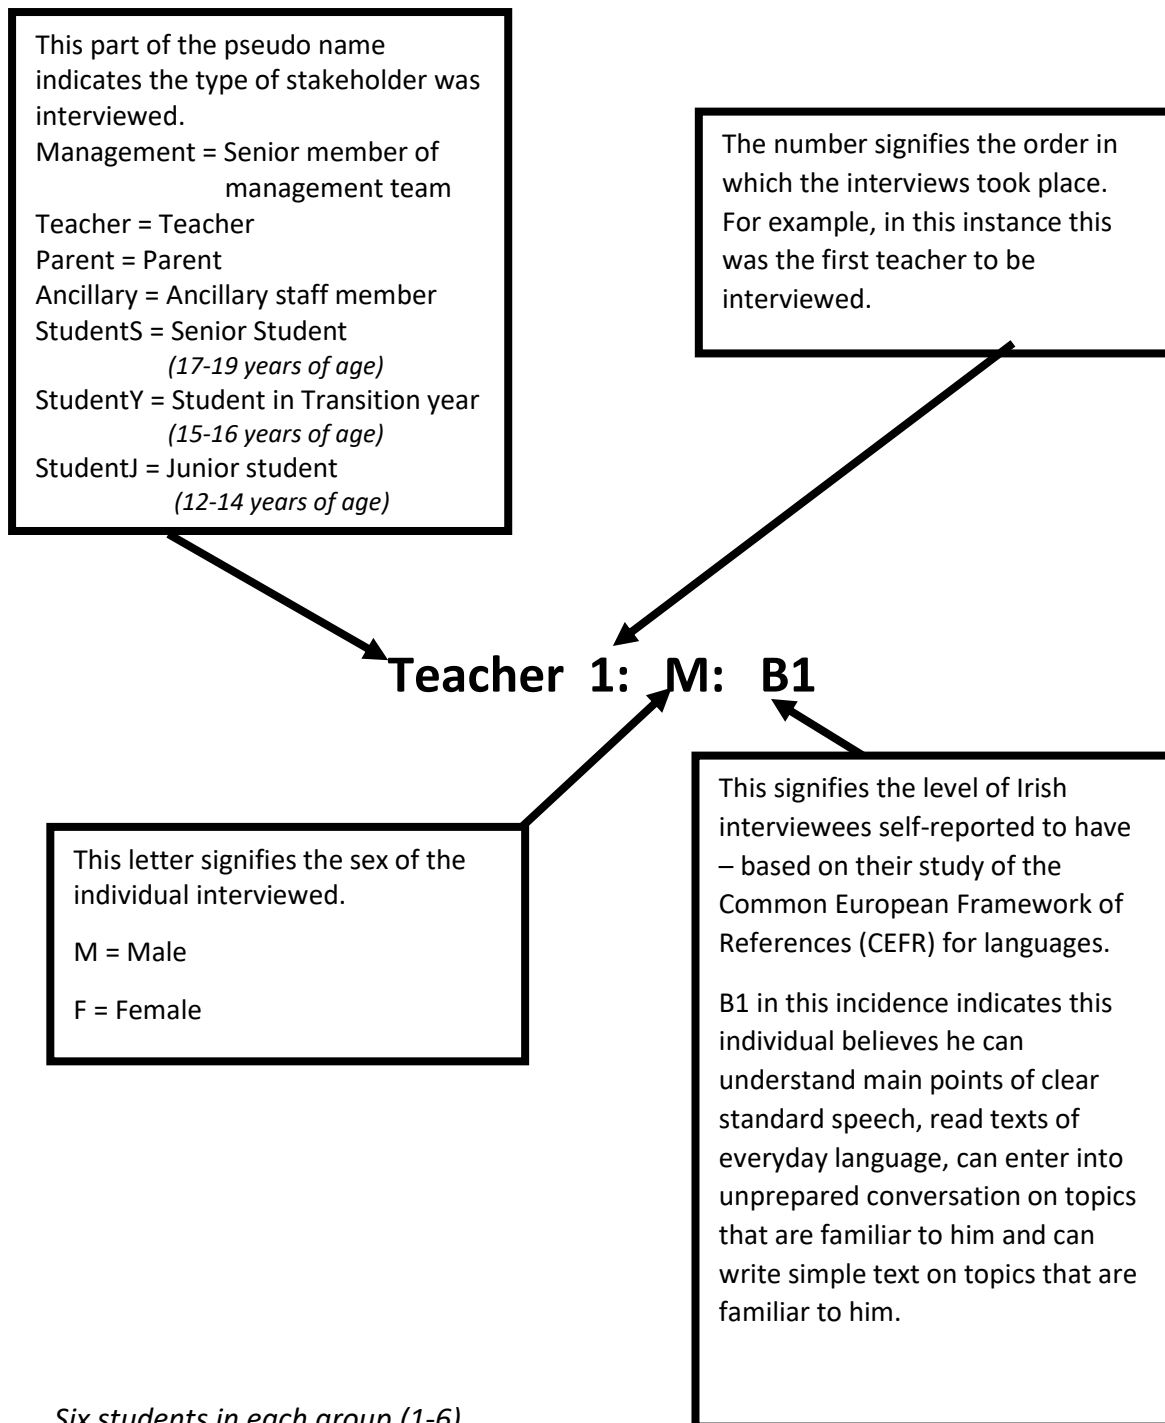 This part of the pseudo name
indicates the type of stakeholder was
interviewed.
Management = Senior member of
management team
Teacher = Teacher
Parent = Parent
Ancillary = Ancillary staff member
StudentS = Senior Student
(17-19 years of age)
StudentY = Student in Transition year
(15-16 years of age)
StudentJ = Junior student
(12-14 years of age)
The number signifies the order in
which the interviews took place.
For example, in this instance this
was the first teacher to be
interviewed.
Teacher 1: M: B1
This letter signifies the sex of the
individual interviewed.
M = Male
F = Female
This signifies the level of Irish
interviewees self-reported to have
– based on their study of the
Common European Framework of
References (CEFR) for languages.
B1 in this incidence indicates this
individual believes he can
understand main points of clear
standard speech, read texts of
everyday language, can enter into
unprepared conversation on topics
that are familiar to him and can
write simple text on topics that are
familiar to him.
Six students in each group (1-6)